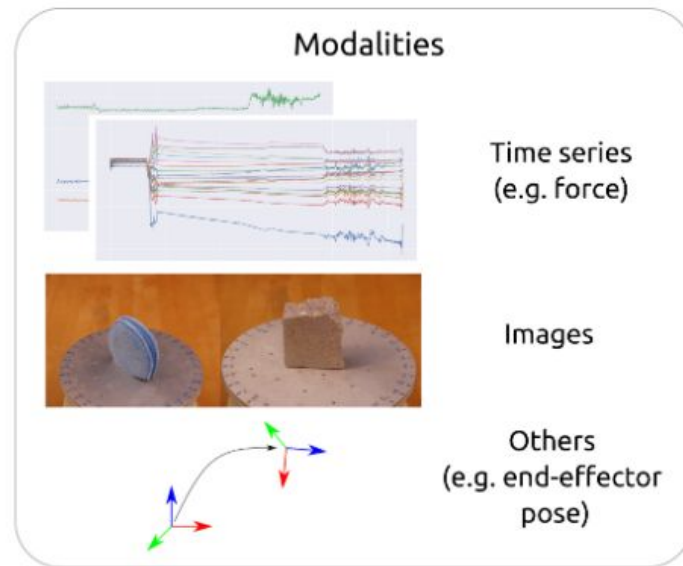 Modalities
Time series
(e.g. force)
Images
Others
(e.g. end-effector
pose)